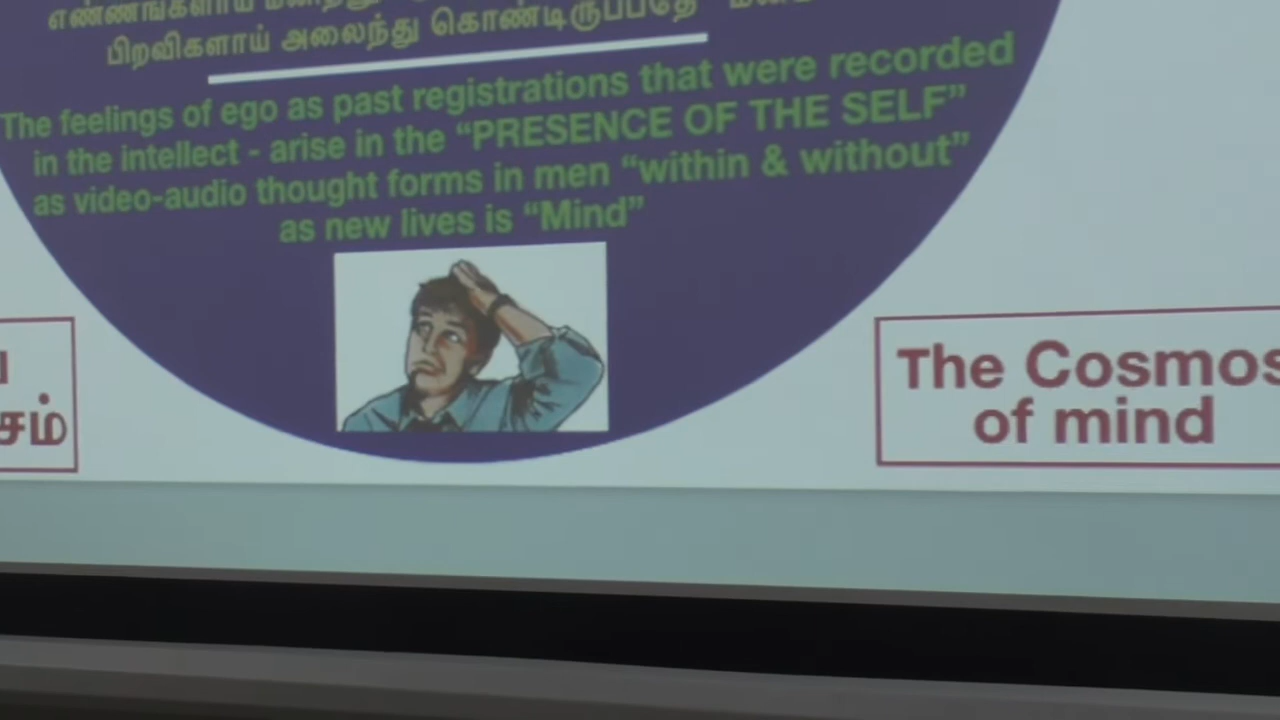 பிறவிகளாய் அலைந்து கொண்டிருப்பதே
The feelings of ego as past registrations that were recorded
in the intellect - arise in the “PRESENCE OF THE SELF”
as video-audio thought forms in men “within & without”
as new lives is “Mind”
The Cosmos
of mind